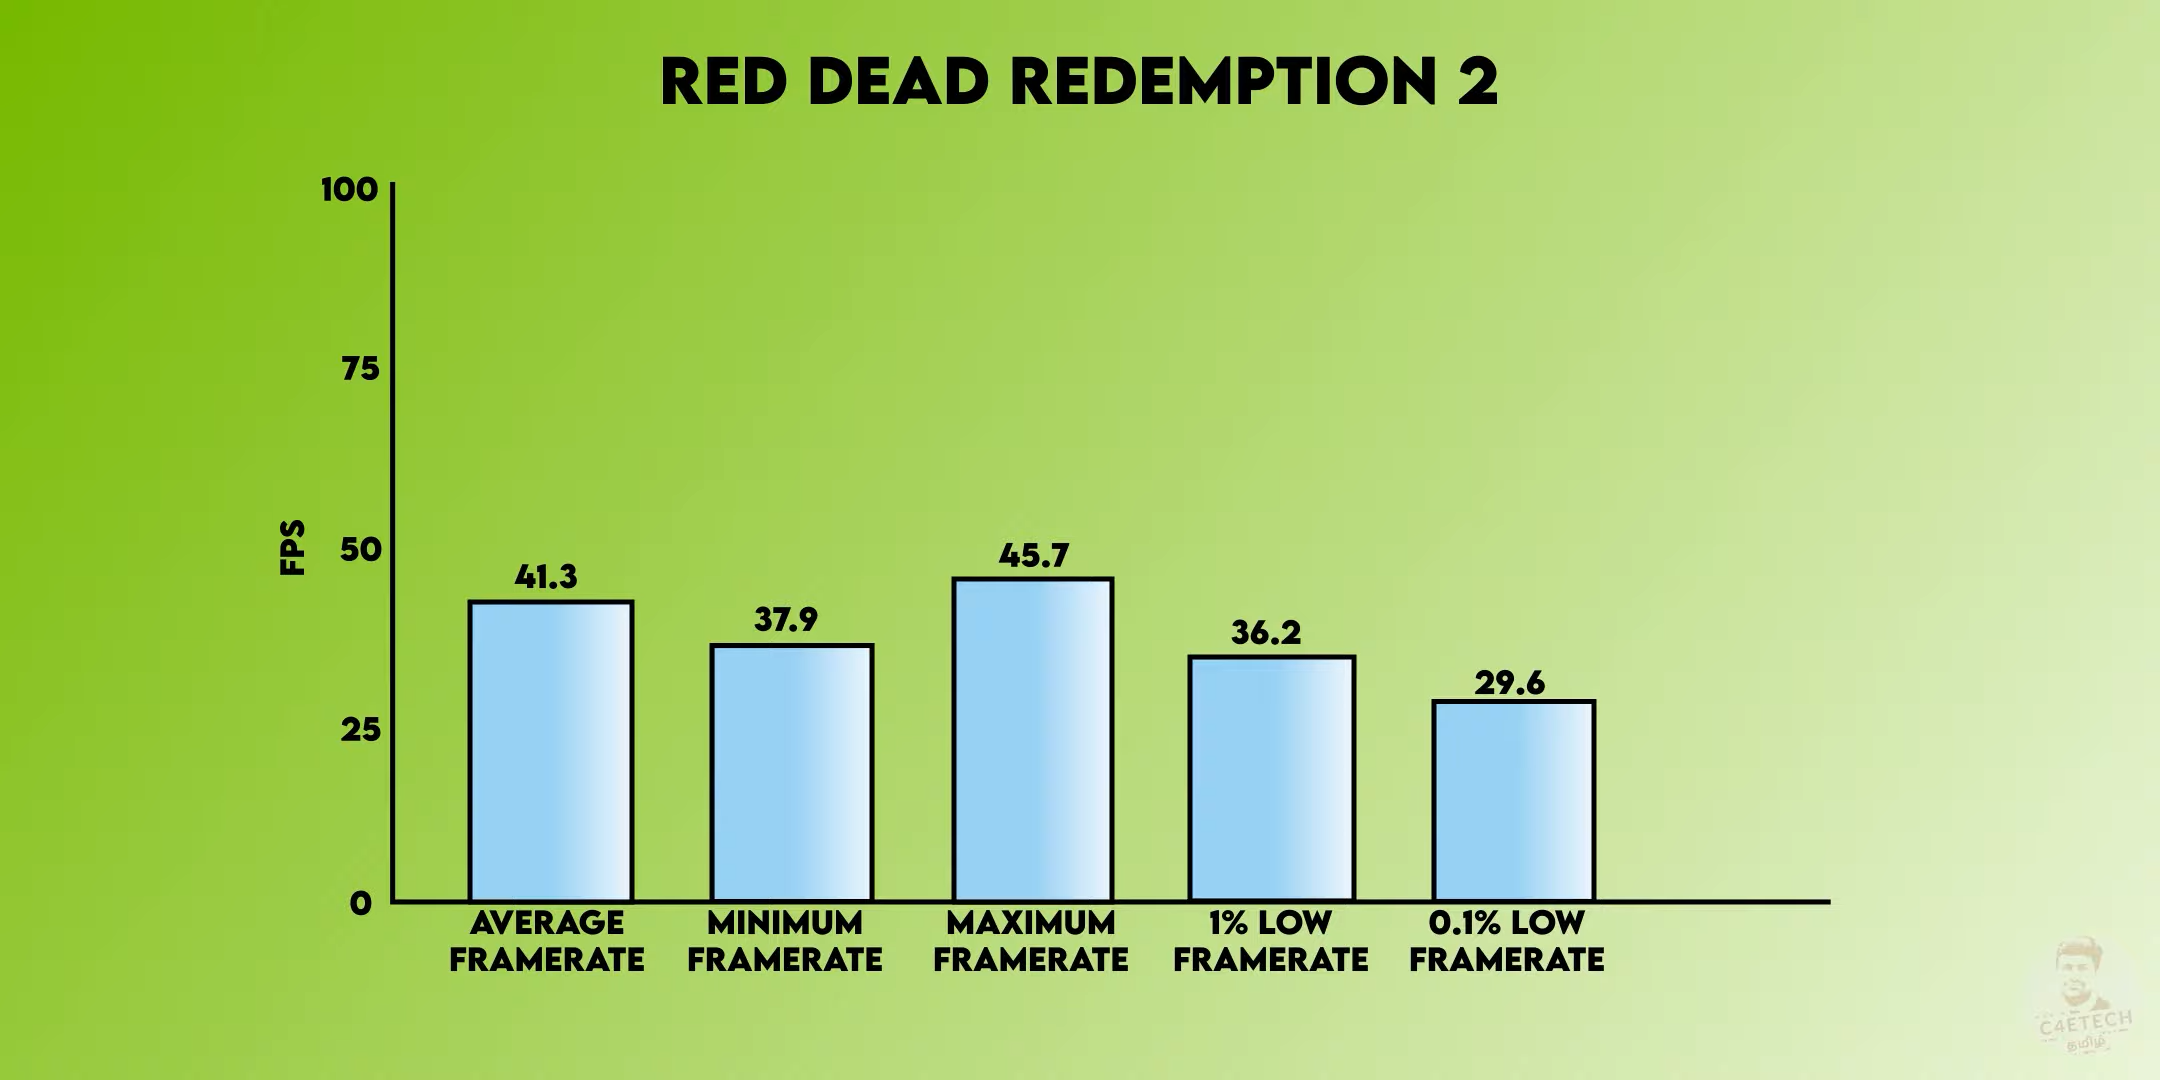 RED DEAD REDEMPTION 2
100
75
50
25
0
FPS
41.3
37.9
45.7
36.2
29.6
AVERAGE
FRAMERATE
MINIMUM
FRAMERATE
MAXIMUM
FRAMERATE
1% LOW
FRAMERATE
0.1% LOW
FRAMERATE
C4ETECH
தமிழ்